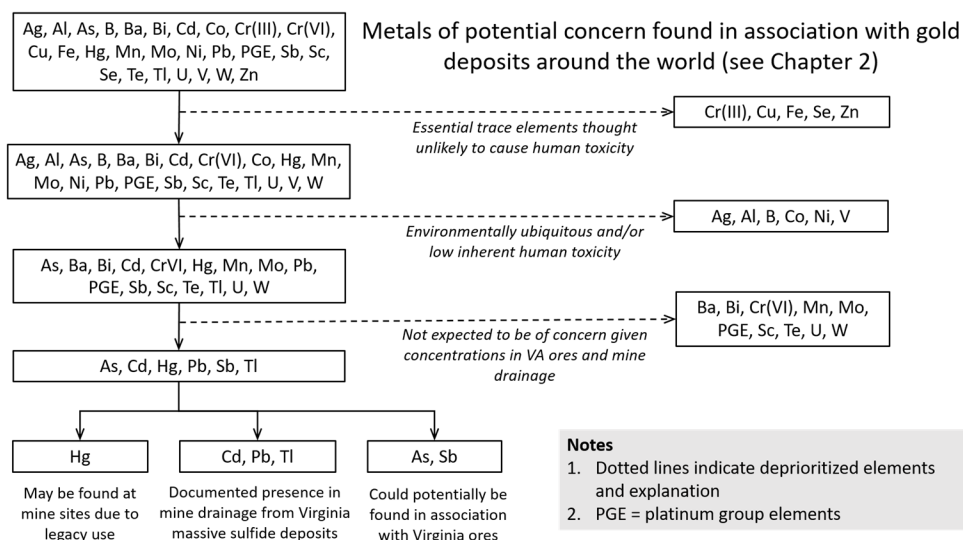 Ag, Al, As, B, Ba, Bi, Cd, Co, Cr(III), Cr(VI),
Cu, Fe, Hg, Mn, Mo, Ni, Pb, PGE, Sb, Sc,
Se, Te, Tl, U, V, W, Zn
Metals of potential concern found in association with gold
deposits around the world (see Chapter 2)
Essential trace elements thought
unlikely to cause human toxicity
Cr(III), Cu, Fe, Se, Zn
Ag, Al, As, B, Ba, Bi, Cd, Cr(VI), Co, Hg, Mn,
Mo, Ni, Pb, PGE, Sb, Sc, Te, Tl, U, V, W
Environmentally ubiquitous and/or
low inherent human toxicity
Ag, Al, B, Co, Ni, V
As, Ba, Bi, Cd, CrVI, Hg, Mn, Mo, Pb,
PGE, Sb, Sc, Te, Tl, U, W
Not expected to be of concern given
concentrations in VA ores and mine
drainage
Ba, Bi, Cr(VI), Mn, Mo,
PGE, Sc, Te, U, W
As, Cd, Hg, Pb, Sb, Tl
Hg
May be found at
mine sites due to
legacy use
Cd, Pb, Tl
Documented presence in
mine drainage from Virginia
massive sulfide deposits
As, Sb
Could potentially be
found in association
with Virginia ores
Notes
1. Dotted lines indicate deprioritized elements
and explanation
2. PGE = platinum group elements